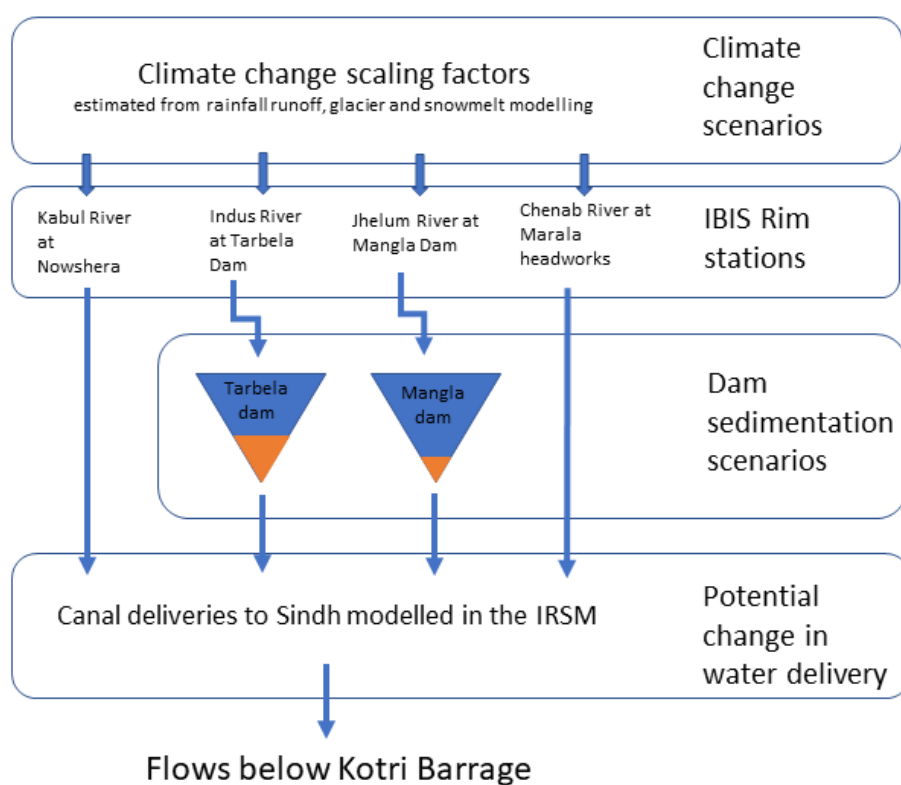 Climate change scaling factors
estimated from rainfall runoff, glacier and snowmelt modelling
Climate
change
scenarios
Kabul River
at
Nowshera
Indus River
at Tarbela
Dam
Jhelum River at
Mangla Dam
Chenab River at
Marala
headworks
IBIS Rim
stations
Tarbela
dam
Mangla
dam
Dam
sedimentation
scenarios
Canal deliveries to Sindh modelled in the IRSM
Potential
change in
water delivery
Flows below Kotri Barrage